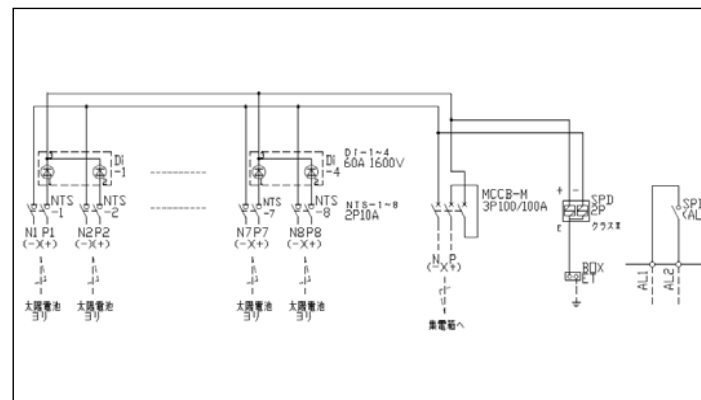 Di
-1
Di
-4
Di-1~4
60A 1600V
NTS
-1
NTS
-2
NTS
-7
NTS
-8
NTS-1~8
2P10A
MCCB-M
3P100/100A
+ -
SPD
2P
E
クラスⅡ
SPD
(AL
N1 P1
(-)(+)
N2 P2
(-)(+)
N7 P7
(-)(+)
N8 P8
(-)(+)
N P
(-)(+)
BOX
ET
AL1
AL2
太陽電池
ヨリ
太陽電池
ヨリ
太陽電池
ヨリ
太陽電池
ヨリ
集電箱へ